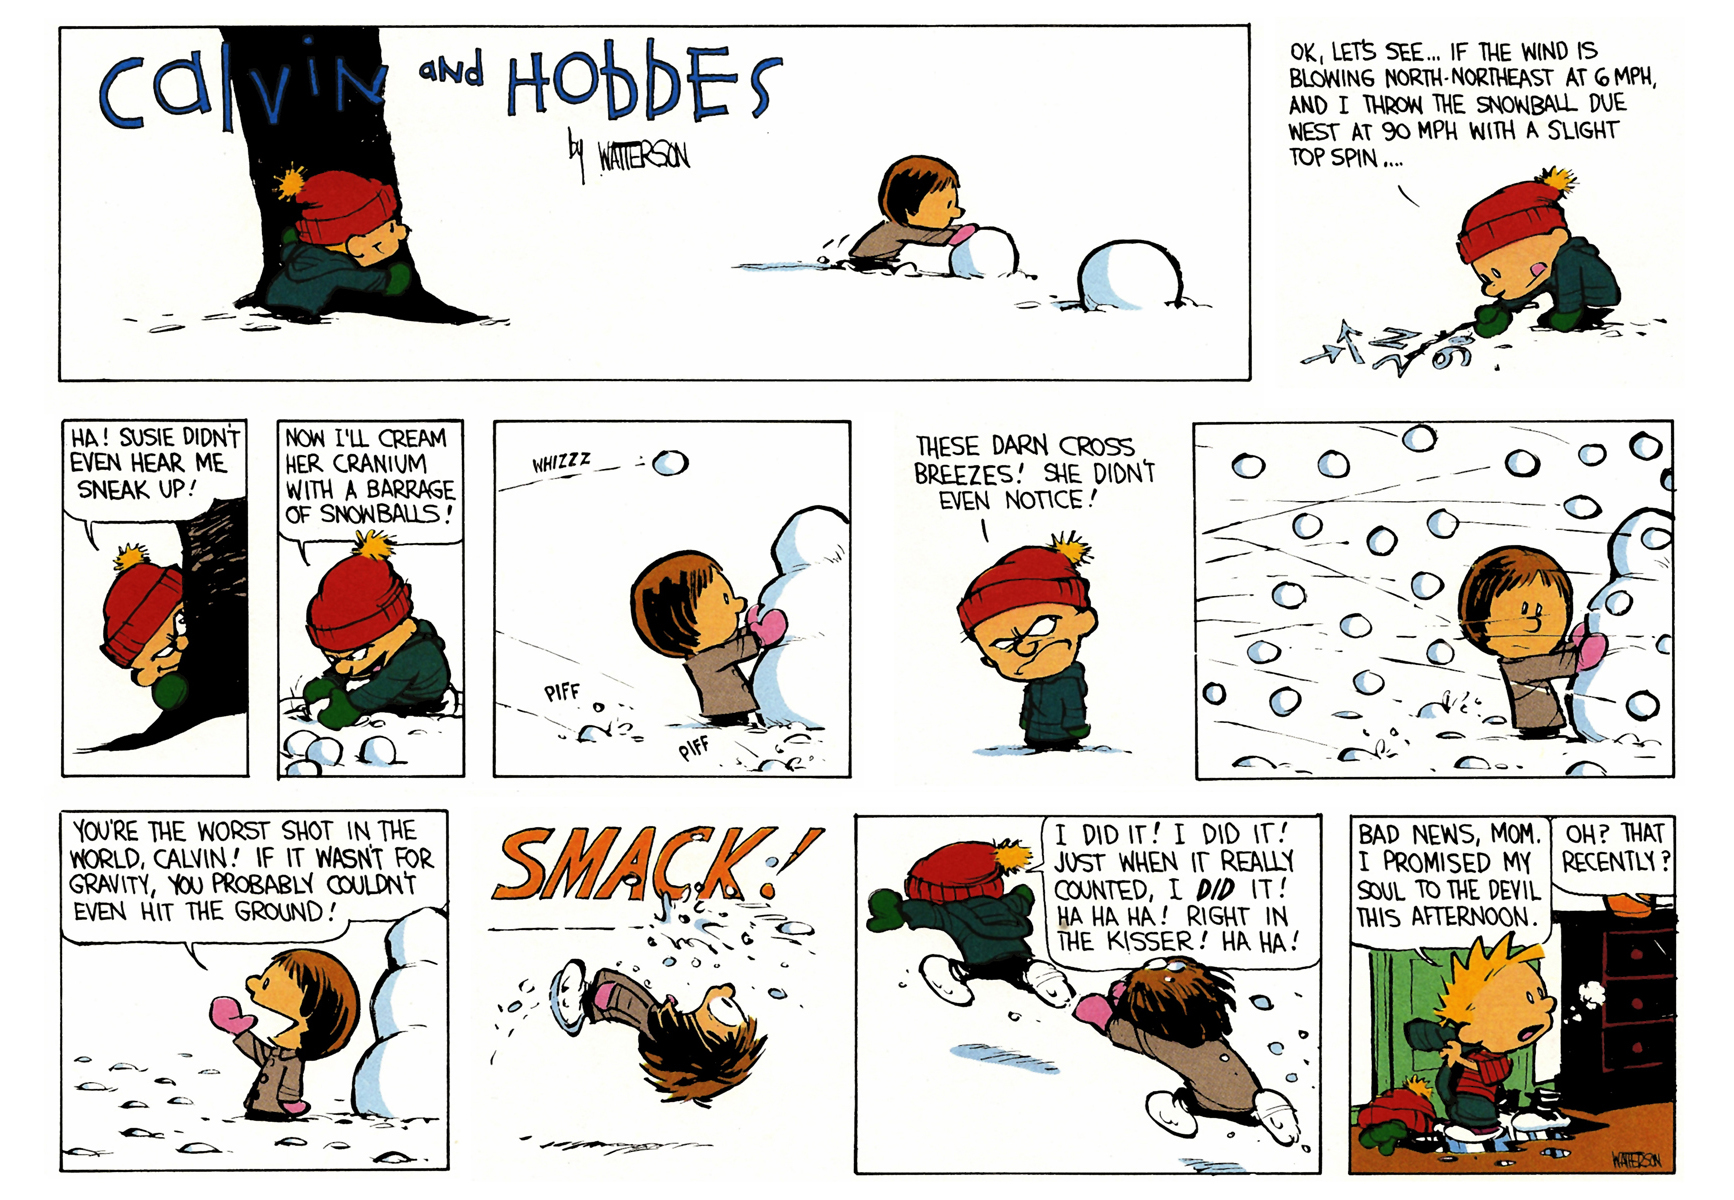 Calvin and HObbEs
by WATTERSON
OK, LET'S SEE... IF THE WIND IS
BLOWING NORTH-NORTHEAST AT 6 MPH,
AND I THROW THE SNOWBALL DUE
WEST AT 90 MPH WITH A SLIGHT
TOP SPIN....
N
6
HA! SUSIE DIDN'T
EVEN HEAR ME
SNEAK UP!
NOW I'LL CREAM
HER CRANIUM
WITH A BARRAGE
OF SNOWBALLS!
WHIZZZ
PIFF
PIFF
THESE DARN CROSS
BREEZES! SHE DIDN'T
EVEN NOTICE!
YOU'RE THE WORST SHOT IN THE
WORLD, CALVIN! IF IT WASN'T FOR
GRAVITY, YOU PROBABLY COULDN'T
EVEN HIT THE GROUND!
SMACK!
I DID IT! I DID IT!
JUST WHEN IT REALLY
COUNTED, I DID IT!
HA HA HA! RIGHT IN
THE KISSER! HA HA!
BAD NEWS, MOM.
I PROMISED MY
SOUL TO THE DEVIL
THIS AFTERNOON.
OH? THAT
RECENTLY?
WATTERSON